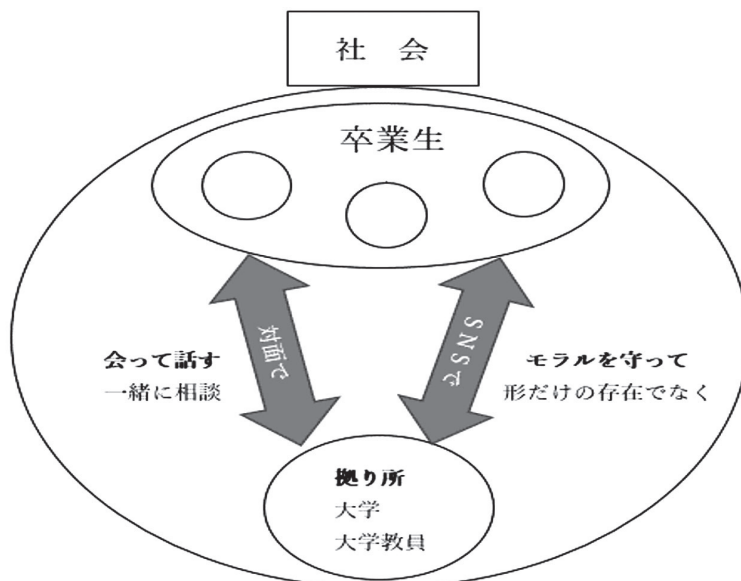 社　会
卒業生
対面で
SNSで
会って話す
一緒に相談
モラルを守って
形だけの存在でなく
拠り所
大学
大学教員